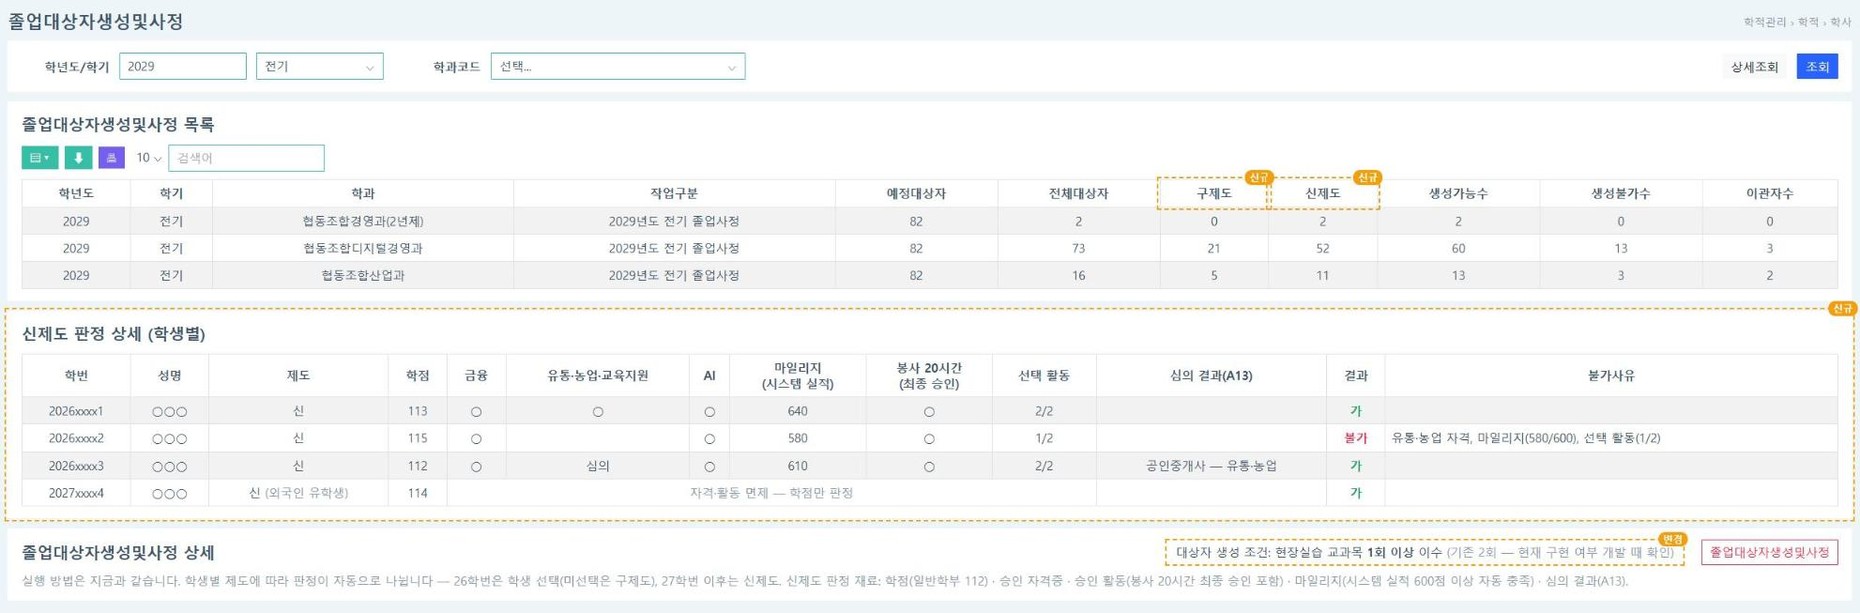 졸업대상자생성및사정
학적관리 › 학적 › 학사
학년도/학기 2029 전기 학과코드 선택... 상세조회 조회
졸업대상자생성및사정 목록
10 검색어
신규 신규
학년도 학기 학과 작업구분 예정대상자 전체대상자 구제도 신제도 생성가능수 생성불가수 이관자수
2029 전기 협동조합경영과(2년제) 2029년도 전기 졸업사정 82 2 0 2 2 0 0
2029 전기 협동조합디지털경영과 2029년도 전기 졸업사정 82 73 21 52 60 13 3
2029 전기 협동조합산업과 2029년도 전기 졸업사정 82 16 5 11 13 3 2
신규
신제도 판정 상세 (학생별)
학번 성명 제도 학점 금융 유통·농업·교육지원 AI 마일리지 (시스템 실적) 봉사 20시간 (최종 승인) 선택 활동 심의 결과(A13) 결과 불가사유
2026xxxx1 ○○○ 신 113 ○ ○ ○ 640 ○ 2/2 가
2026xxxx2 ○○○ 신 115 ○ ○ 580 ○ 1/2 불가 유통·농업 자격, 마일리지(580/600), 선택 활동(1/2)
2026xxxx3 ○○○ 신 112 ○ 심의 ○ 610 ○ 2/2 공인중개사 — 유통·농업 가
2027xxxx4 ○○○ 신 (외국인 유학생) 114 자격·활동 면제 — 학점만 판정 가
변경
졸업대상자생성및사정 상세 대상자 생성 조건: 현장실습 교과목 1회 이상 이수 (기존 2회 — 현재 구현 여부 개발 때 확인) 졸업대상자생성및사정
실행 방법은 지금과 같습니다. 학생별 제도에 따라 판정이 자동으로 나뉩니다 — 26학번은 학생 선택(미선택은 구제도), 27학번 이후는 신제도. 신제도 판정 재료: 학점(일반학부 112) · 승인 자격증 · 승인 활동(봉사 20시간 최종 승인 포함) · 마일리지(시스템 실적 600점 이상 자동 충족) · 심의 결과(A13).